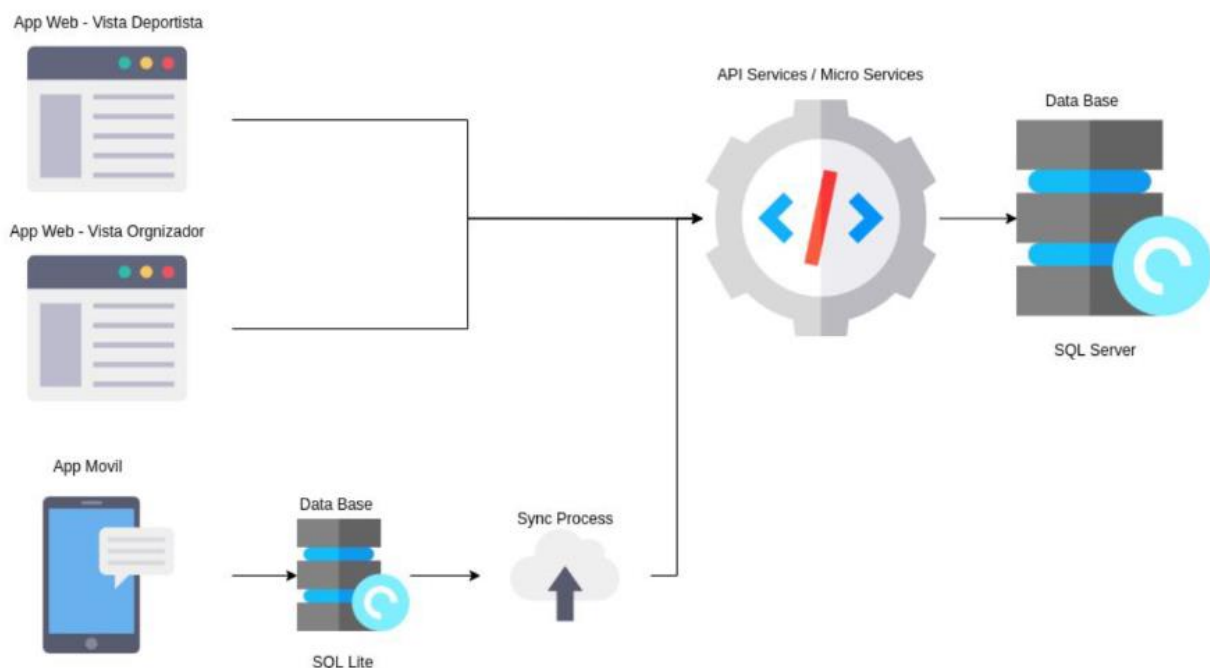 App Web - Vista Deportista
API Services / Micro Services
Data Base
App Web - Vista Orgnizador
SQL Server
App Movil
Data Base
Sync Process
SQL Lite